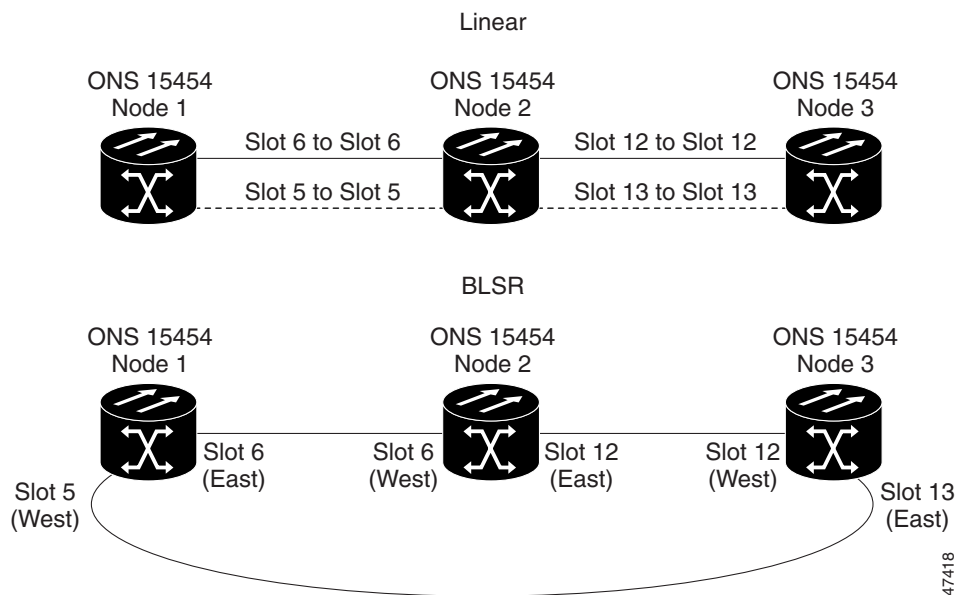 Linear
ONS 15454
Node 1
ONS 15454
Node 2
ONS 15454
Node 3
Slot 6 to Slot 6
Slot 12 to Slot 12
Slot 5 to Slot 5
Slot 13 to Slot 13
BLSR
ONS 15454
Node 1
ONS 15454
Node 2
ONS 15454
Node 3
Slot 6
(East)
Slot 6
(West)
Slot 12
(East)
Slot 12
(West)
Slot 5
(West)
Slot 13
(East)
47418